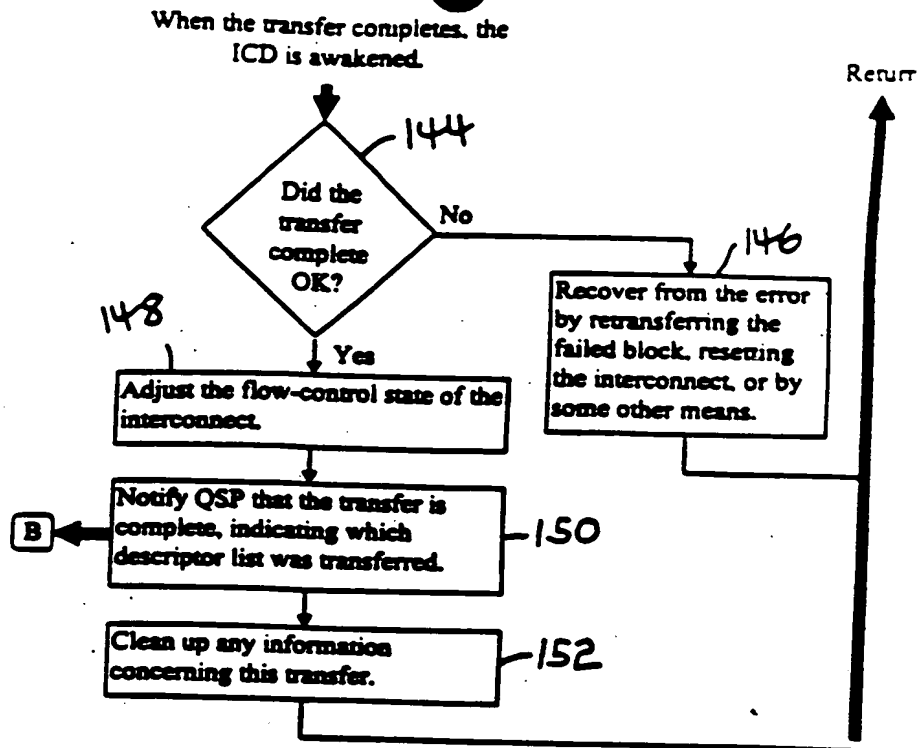 When the transfer completes, the
ICD is awakened.
Return
144
Did the
transfer
complete
OK?
No
146
Recover from the error
by retransferring the
failed block, resetting
the interconnect, or by
some other means.
148
Yes
Adjust the flow-control state of the
interconnect.
Notify QSP that the transfer is
complete, indicating which
descriptor list was transferred.
150
B
Clean up any information
concerning this transfer.
152